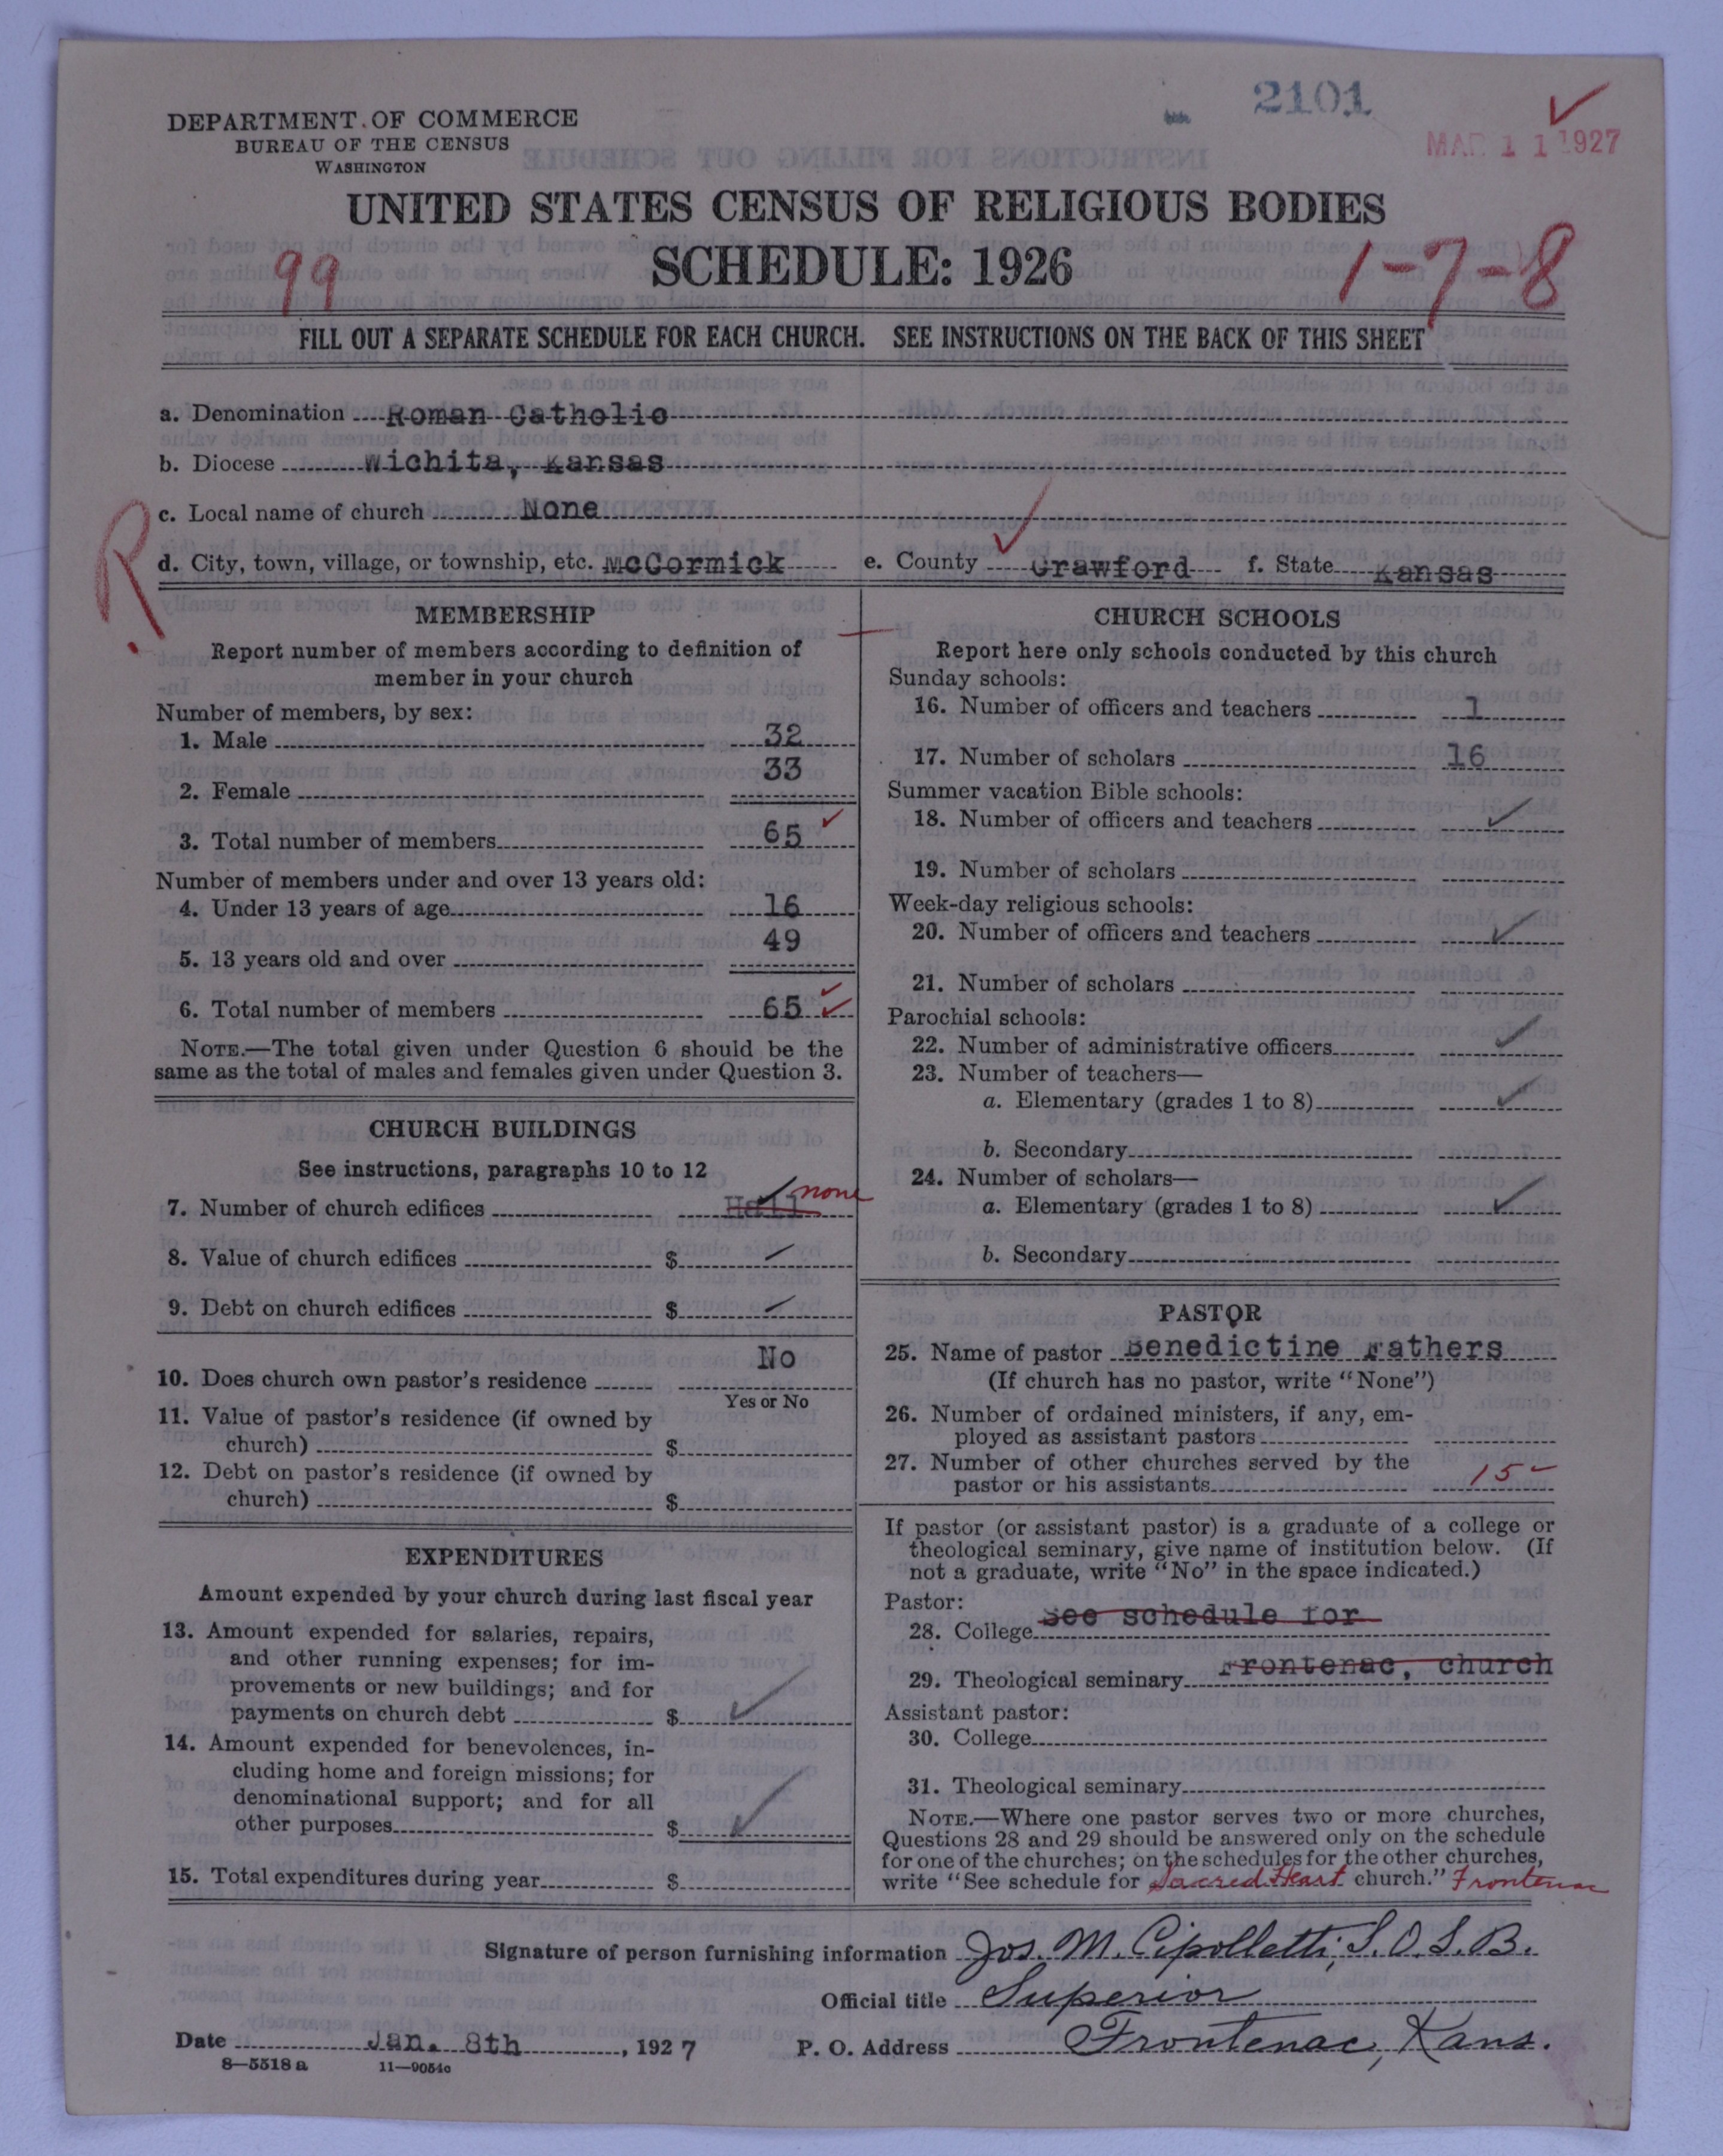 2101
MAR 11 1927
DEPARTMENT OF COMMERCE
BUREAU OF THE CENSUS
WASHINGTON
UNITED STATES CENSUS OF RELIGIOUS BODIES
SCHEDULE: 1926
99
1-7-8
FILL OUT A SEPARATE SCHEDULE FOR EACH CHURCH. SEE INSTRUCTIONS ON THE BACK OF THIS SHEET
a. Denomination Roman Catholic
b. Diocese Wichita, Kansas
R
c. Local name of church None
d. City, town, village, or township, etc. McCormick e. County Crawford f. State Kansas
MEMBERSHIP
Report number of members according to definition of
member in your church
Number of members, by sex:
1. Male 32
2. Female 33
3. Total number of members 65
Number of members under and over 13 years old:
4. Under 13 years of age 16
5. 13 years old and over 49
6. Total number of members 65
NOTE.—The total given under Question 6 should be the
same as the total of males and females given under Question 3.
CHURCH BUILDINGS
See instructions, paragraphs 10 to 12
7. Number of church edifices Hall none
8. Value of church edifices $
9. Debt on church edifices $
10. Does church own pastor's residence No
Yes or No
11. Value of pastor's residence (if owned by
church) $
12. Debt on pastor's residence (if owned by
church) $
EXPENDITURES
Amount expended by your church during last fiscal year
13. Amount expended for salaries, repairs,
and other running expenses; for im-
provements or new buildings; and for
payments on church debt $
14. Amount expended for benevolences, in-
cluding home and foreign missions; for
denominational support; and for all
other purposes $
15. Total expenditures during year $
CHURCH SCHOOLS
Report here only schools conducted by this church
Sunday schools:
16. Number of officers and teachers 1
17. Number of scholars 16
Summer vacation Bible schools:
18. Number of officers and teachers
19. Number of scholars
Week-day religious schools:
20. Number of officers and teachers
21. Number of scholars
Parochial schools:
22. Number of administrative officers
23. Number of teachers—
a. Elementary (grades 1 to 8)
b. Secondary
24. Number of scholars—
a. Elementary (grades 1 to 8)
b. Secondary
PASTOR
25. Name of pastor Benedictine Fathers
(If church has no pastor, write "None")
26. Number of ordained ministers, if any, em-
ployed as assistant pastors
27. Number of other churches served by the
pastor or his assistants 15
If pastor (or assistant pastor) is a graduate of a college or
theological seminary, give name of institution below. (If
not a graduate, write "No" in the space indicated.)
Pastor:
28. College See schedule for
29. Theological seminary Frontenac, church
Assistant pastor:
30. College
31. Theological seminary
NOTE.—Where one pastor serves two or more churches,
Questions 28 and 29 should be answered only on the schedule
for one of the churches; on the schedules for the other churches,
write "See schedule for Sacred Heart church." Frontenac
Signature of person furnishing information Jos. M. Cipolletti, S.O.S.B.
Official title Superior
Date Jan. 8th, 1927 P. O. Address Frontenac, Kans.
8—5518 a 11—9054c